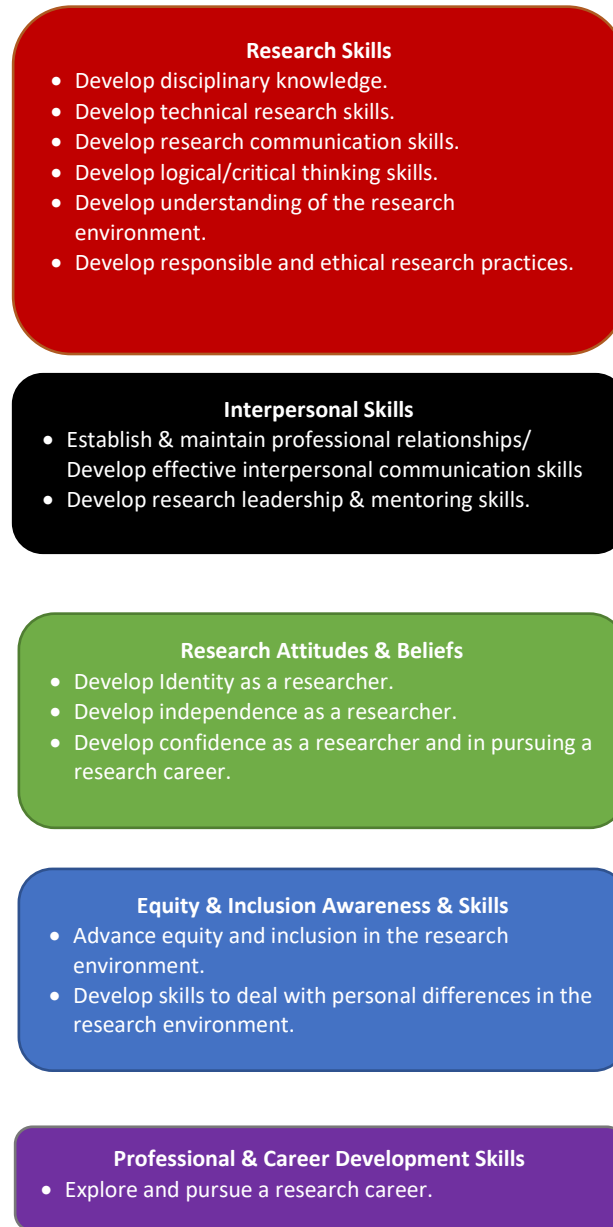 Research Skills
• Develop disciplinary knowledge.
• Develop technical research skills.
• Develop research communication skills.
• Develop logical/critical thinking skills.
• Develop understanding of the research
environment.
• Develop responsible and ethical research practices.
Interpersonal Skills
• Establish & maintain professional relationships/
Develop effective interpersonal communication skills
• Develop research leadership & mentoring skills.
Research Attitudes & Beliefs
• Develop Identity as a researcher.
• Develop independence as a researcher.
• Develop confidence as a researcher and in pursuing a
research career.
Equity & Inclusion Awareness & Skills
• Advance equity and inclusion in the research
environment.
• Develop skills to deal with personal differences in the
research environment.
Professional & Career Development Skills
• Explore and pursue a research career.